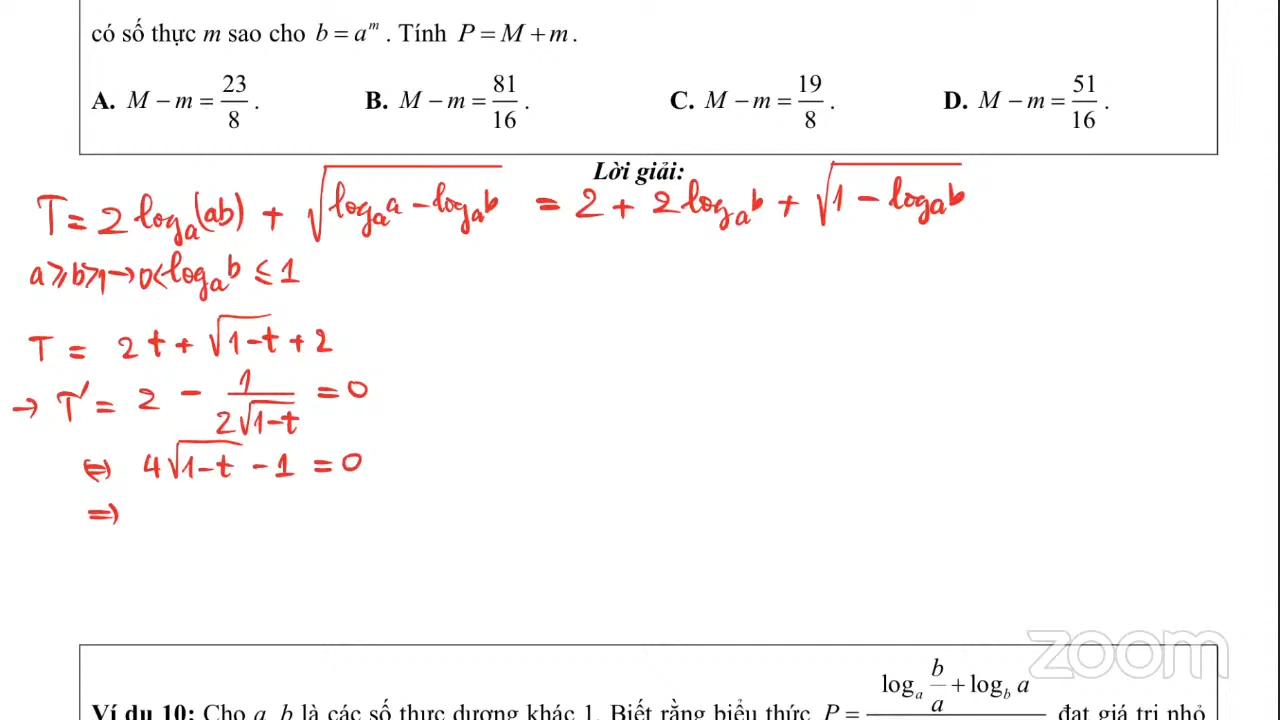 có số thực m sao cho b = a^m . Tính P = M + m .
A. M − m = 23/8 . B. M − m = 81/16 . C. M − m = 19/8 . D. M − m = 51/16 .
Lời giải:
T = 2 log_a(ab) + √(log_a a − log_a b) = 2 + 2 log_a b + √(1 − log_a b)
a ⩾ b > 1 → 0 < log_a b ≤ 1
T = 2t + √(1−t) + 2
→ T' = 2 − 1/(2√(1−t)) = 0
⇔ 4√(1−t) − 1 = 0
⇒
zoom
Ví dụ 10: Cho a, b là các số thực dương khác 1. Biết rằng biểu thức P = log_a b/a + log_b a đạt giá trị nhỏ